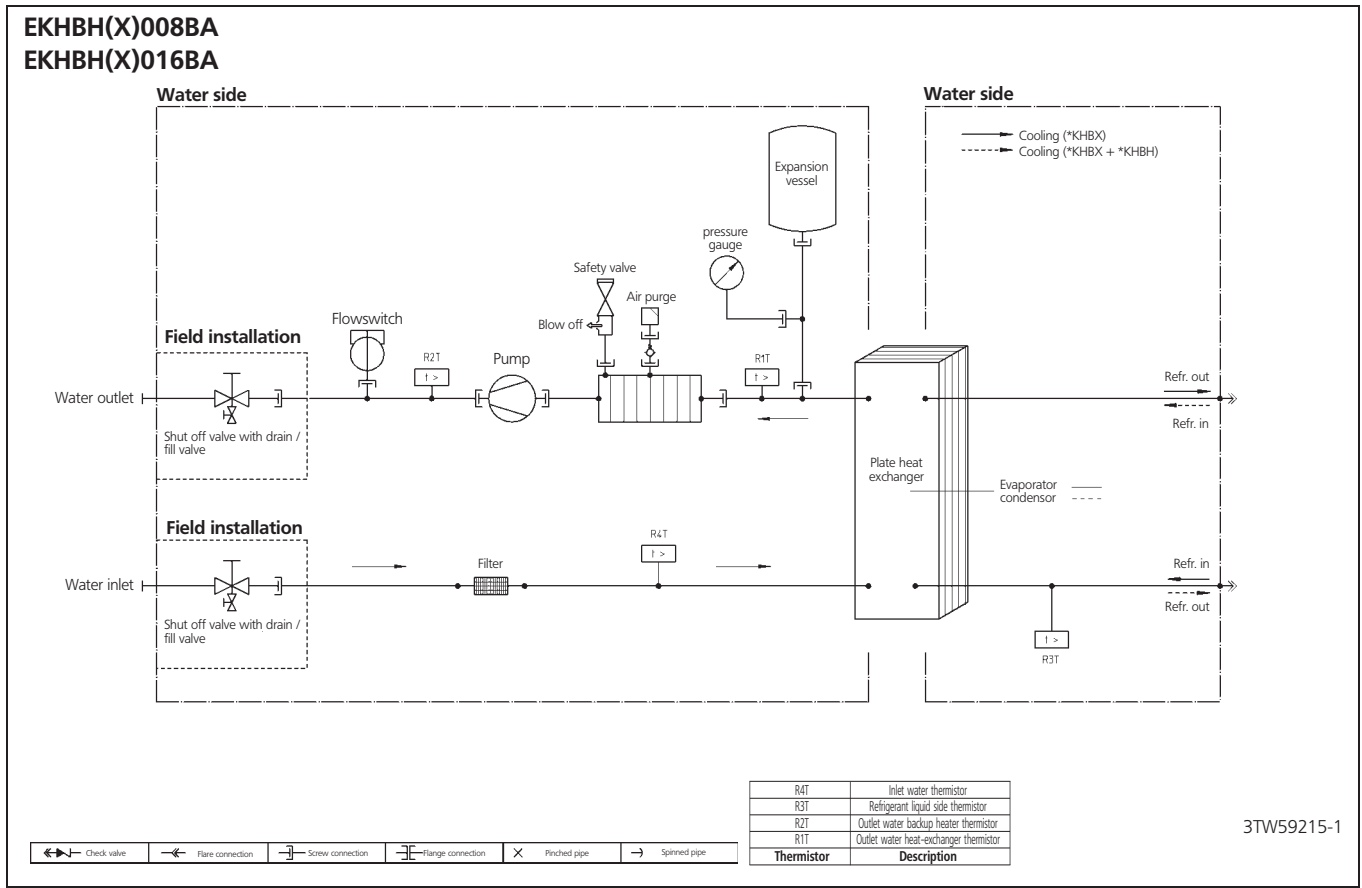 EKHBH(X)008BA
EKHBH(X)016BA
Water side
Water side
Cooling (*KHBX)
Cooling (*KHBX + *KHBH)
Expansion
vessel
pressure
gauge
Safety valve
Air purge
Blow off
Flowswitch
Field installation
R2T
t >
Pump
R1T
t >
Water outlet
Shut off valve with drain /
fill valve
Refr. out
Refr. in
Plate heat
exchanger
Evaporator
condensor
Field installation
R4T
t >
Filter
Water inlet
Shut off valve with drain /
fill valve
Refr. in
Refr. out
t >
R3T
R4T Inlet water thermistor
R3T Refrigerant liquid side thermistor
R2T Outlet water backup heater thermistor
R1T Outlet water heat-exchanger thermistor
Thermistor Description
3TW59215-1
Check valve
Flare connection
Screw connection
Flange connection
Pinched pipe
Spinned pipe